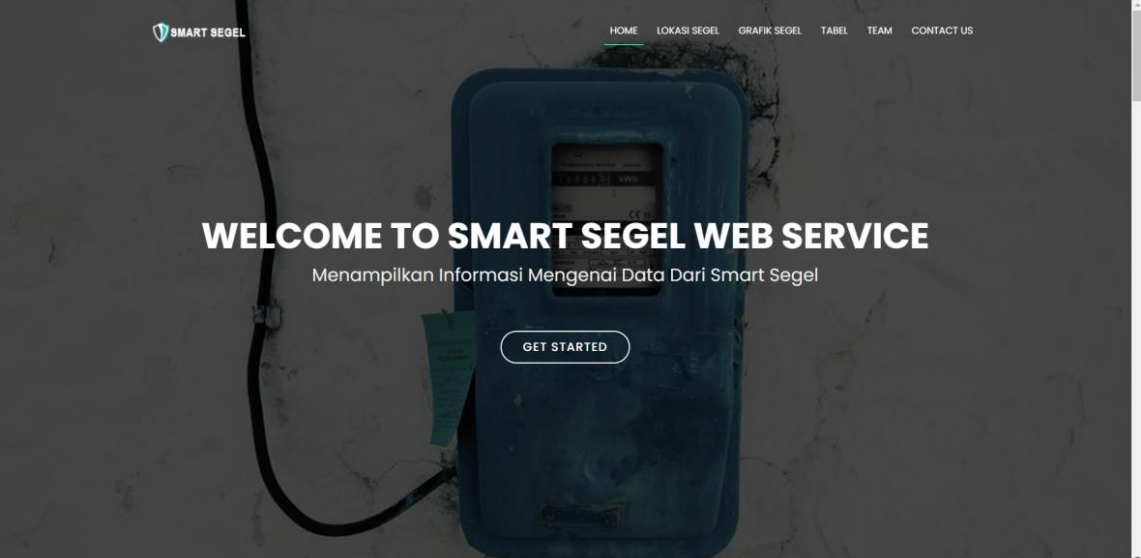 SMART SEGEL
HOME LOKASI SEGEL GRAFIK SEGEL TABEL TEAM CONTACT US
kWh
WELCOME TO SMART SEGEL WEB SERVICE
Menampilkan Informasi Mengenai Data Dari Smart Segel
GET STARTED